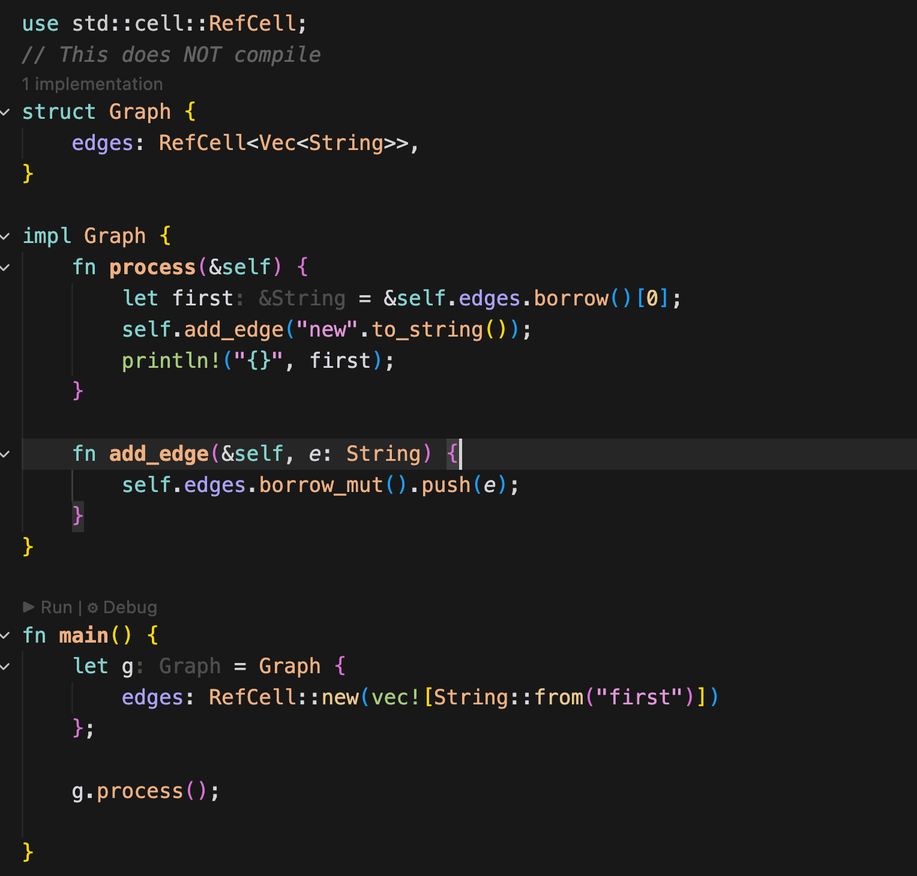 use std::cell::RefCell;
// This does NOT compile
1 implementation
struct Graph {
    edges: RefCell<Vec<String>>,
}

impl Graph {
    fn process(&self) {
        let first: &String = &self.edges.borrow()[0];
        self.add_edge("new".to_string());
        println!("{}", first);
    }

    fn add_edge(&self, e: String) {
        self.edges.borrow_mut().push(e);
    }
}

Run | Debug
fn main() {
    let g: Graph = Graph {
        edges: RefCell::new(vec![String::from("first")])
    };

    g.process();

}